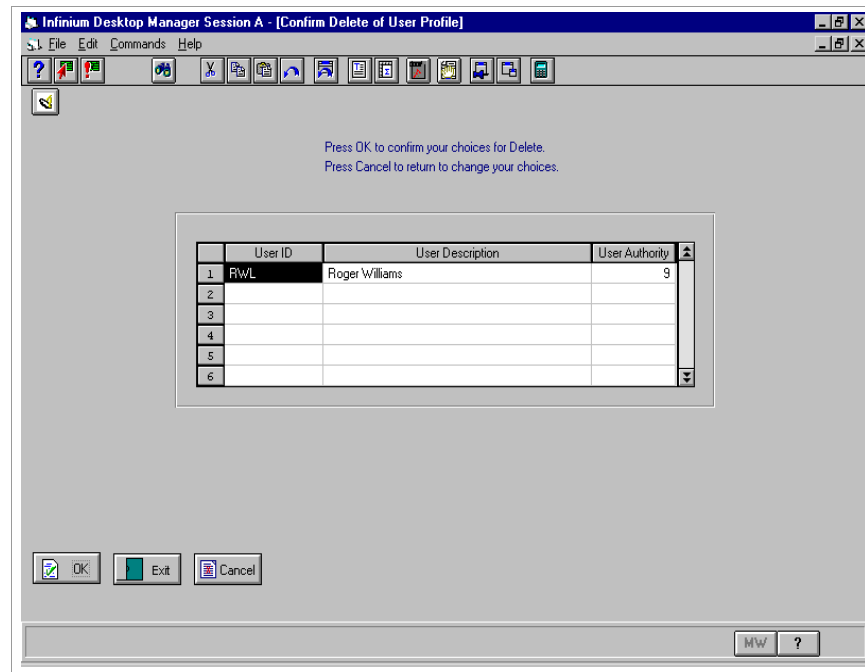 Infinium Desktop Manager Session A - [Confirm Delete of User Profile]
File Edit Commands Help
Press OK to confirm your choices for Delete.
Press Cancel to return to change your choices.
User ID User Description User Authority
1 RWL Roger Williams 9
2
3
4
5
6
OK Exit Cancel
MW ?